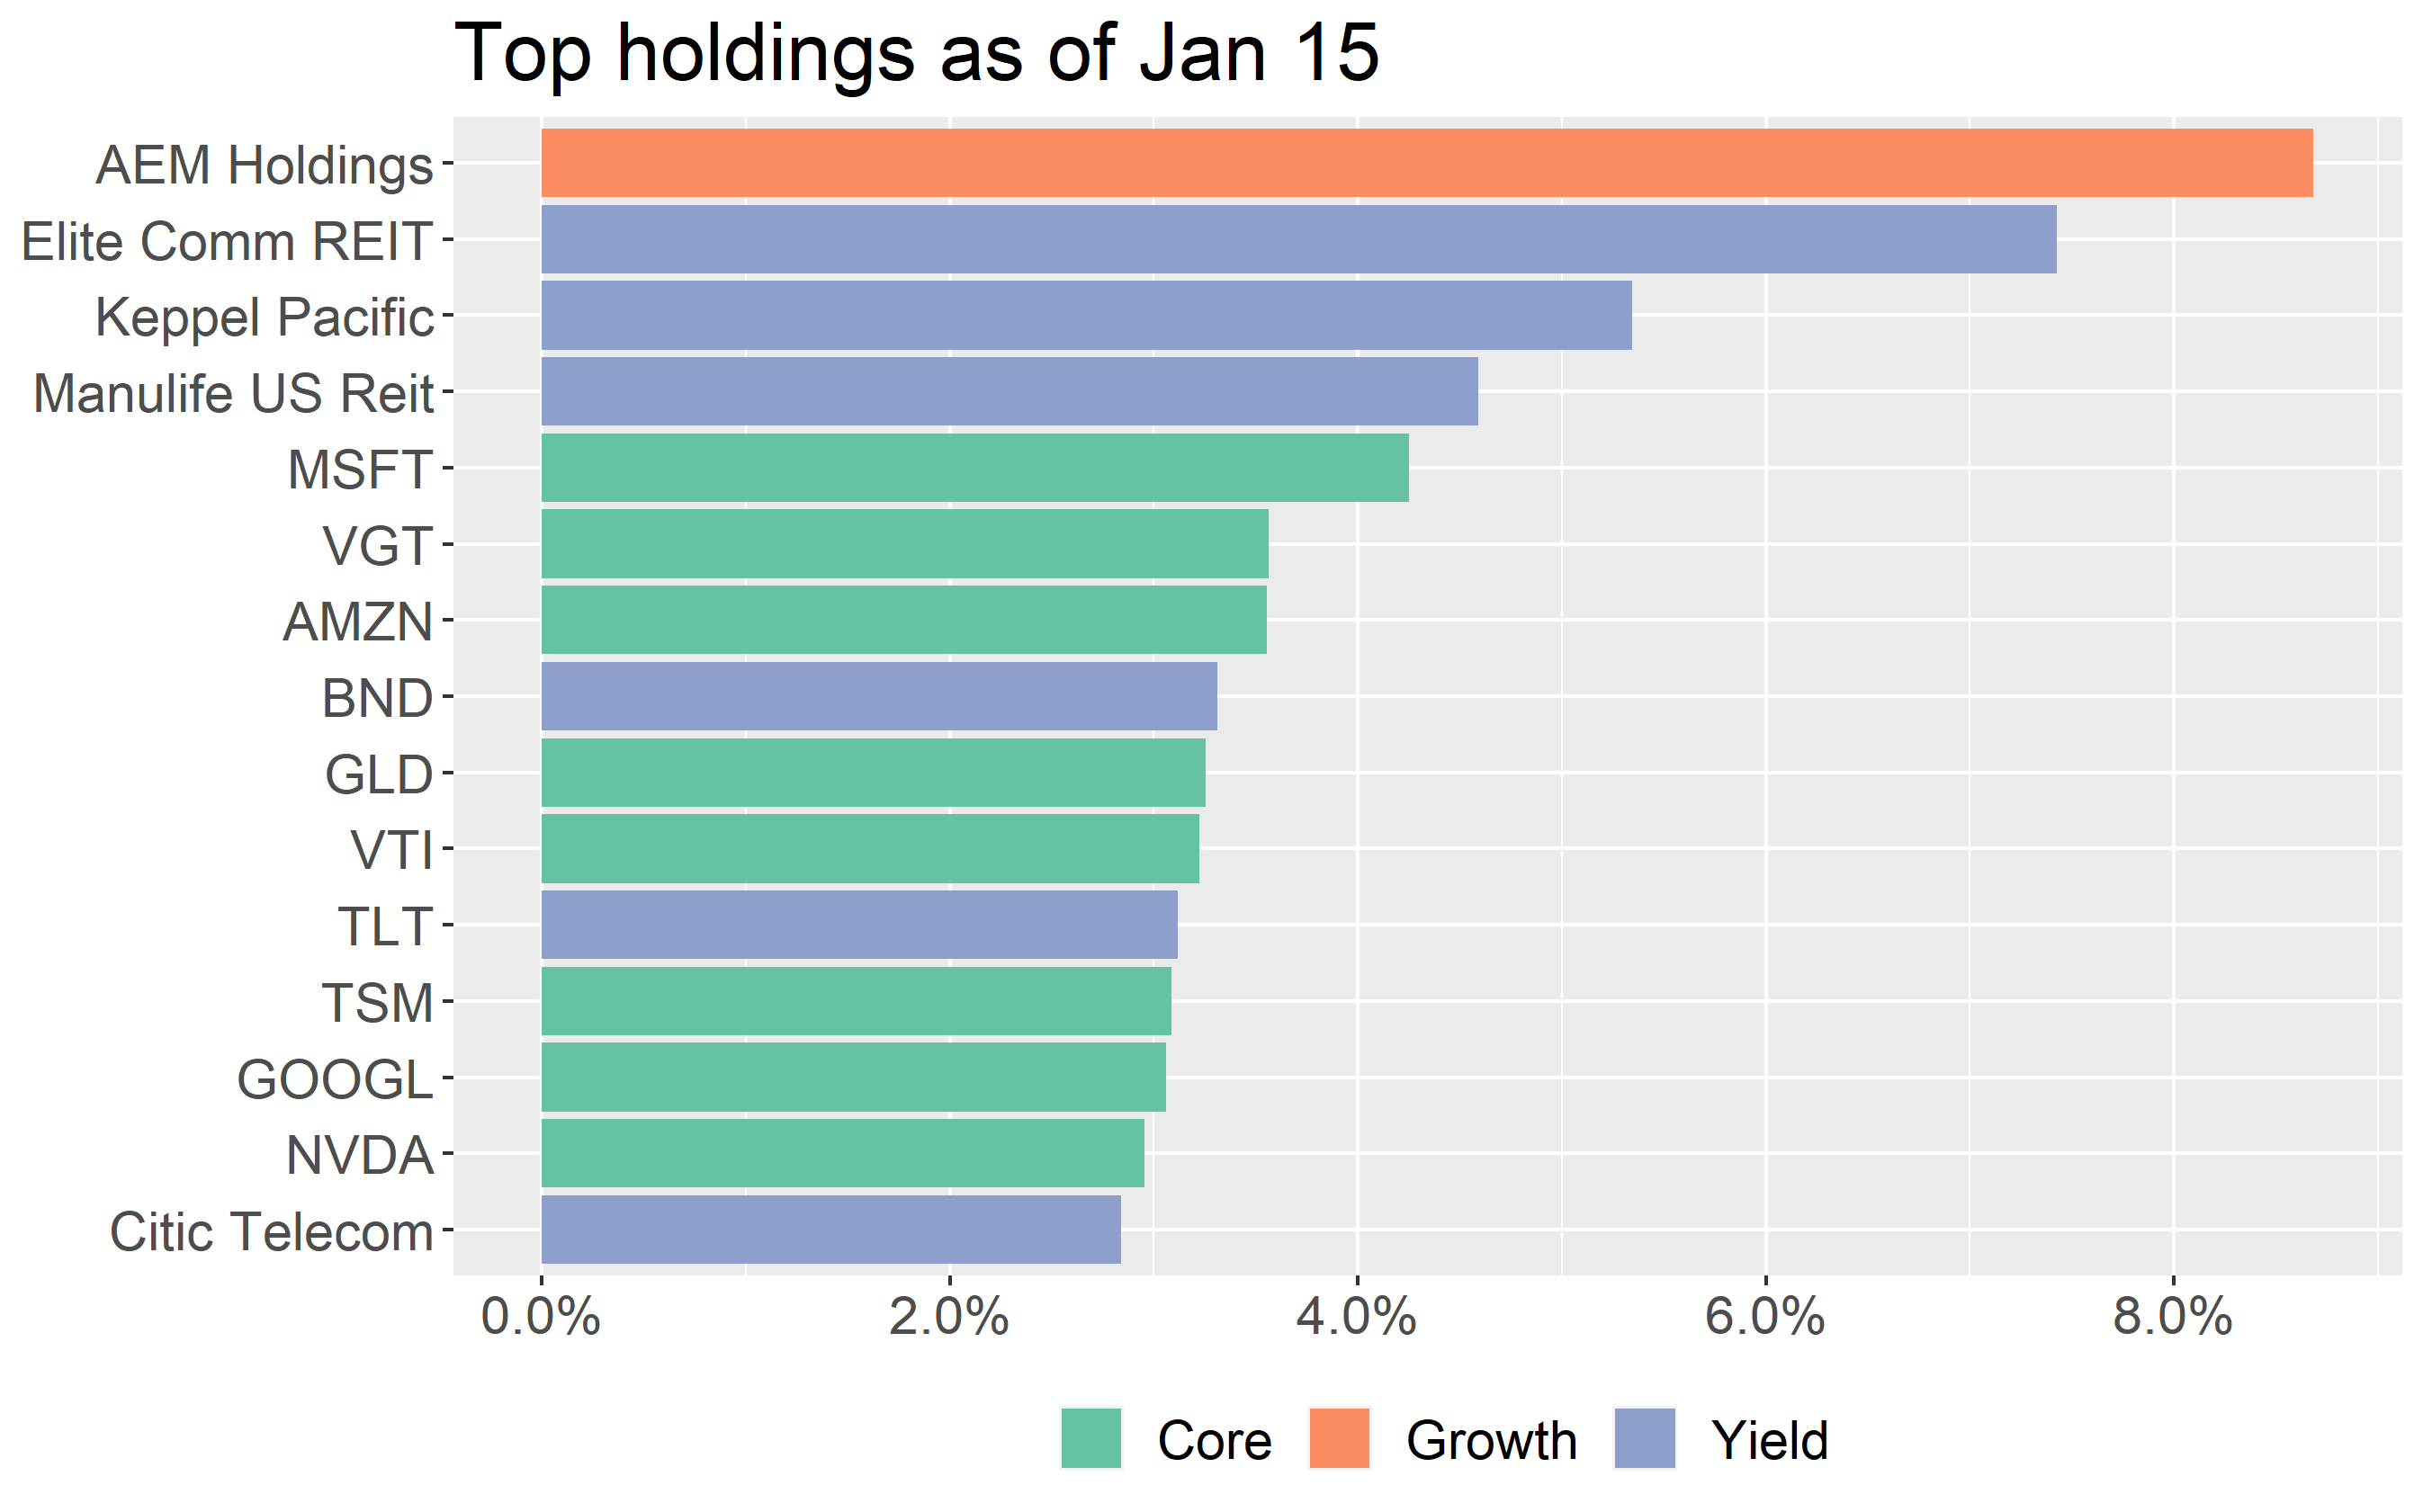 Top holdings as of Jan 15
AEM Holdings
Elite Comm REIT
Keppel Pacific
Manulife US Reit
MSFT
VGT
AMZN
BND
GLD
VTI
TLT
TSM
GOOGL
NVDA
Citic Telecom
0.0% 2.0% 4.0% 6.0% 8.0%
Core Growth Yield